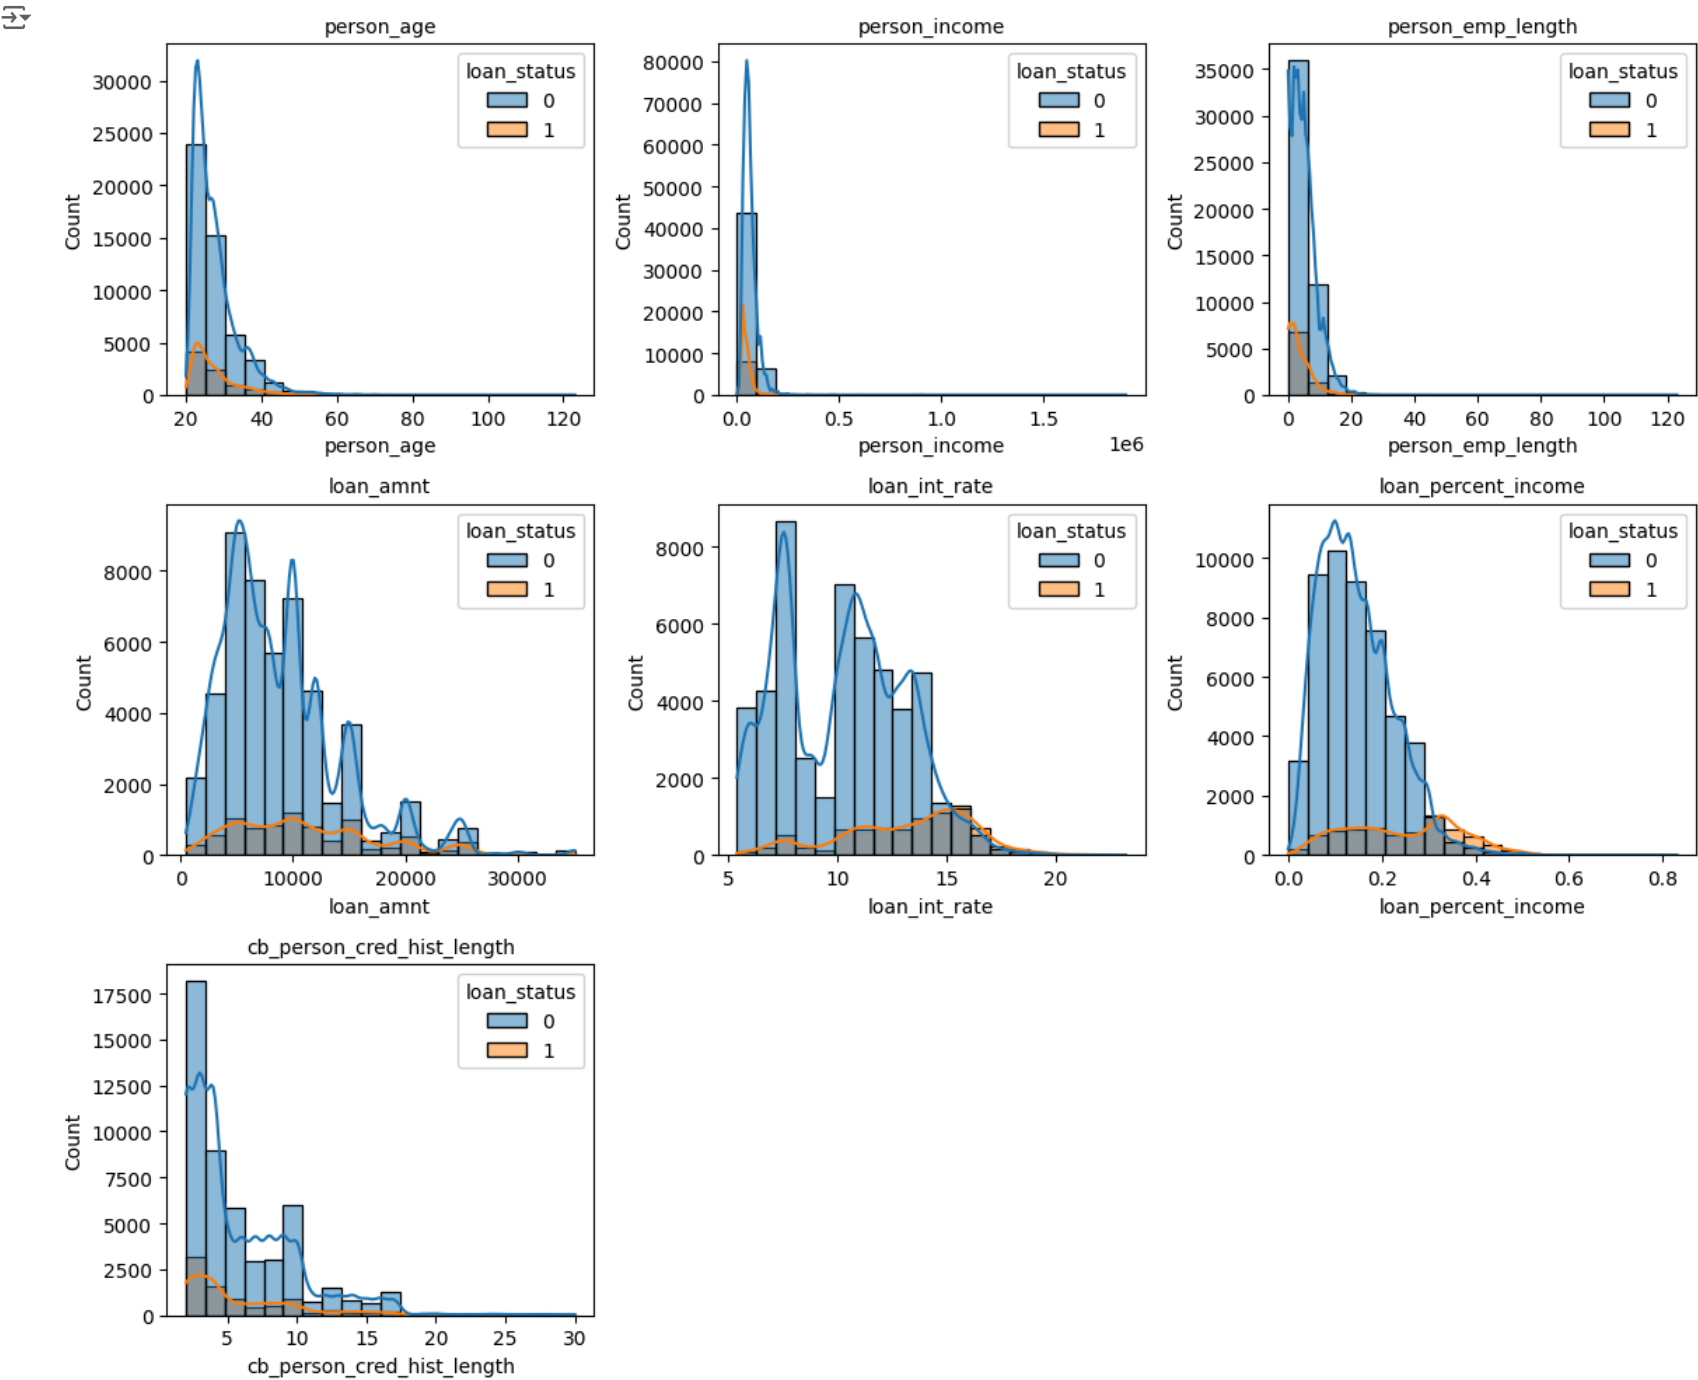 person_age
30000
25000
20000
15000
10000
5000
0
Count
20 40 60 80 100 120
person_age
loan_status
0
1
person_income
80000
70000
60000
50000
40000
30000
20000
10000
0
Count
0.0 0.5 1.0 1.5
1e6
person_income
loan_status
0
1
person_emp_length
35000
30000
25000
20000
15000
10000
5000
0
Count
0 20 40 60 80 100 120
person_emp_length
loan_status
0
1
loan_amnt
8000
6000
4000
2000
0
Count
0 10000 20000 30000
loan_amnt
loan_status
0
1
loan_int_rate
8000
6000
4000
2000
0
Count
5 10 15 20
loan_int_rate
loan_status
0
1
loan_percent_income
10000
8000
6000
4000
2000
0
Count
0.0 0.2 0.4 0.6 0.8
loan_percent_income
loan_status
0
1
cb_person_cred_hist_length
17500
15000
12500
10000
7500
5000
2500
0
Count
5 10 15 20 25 30
cb_person_cred_hist_length
loan_status
0
1